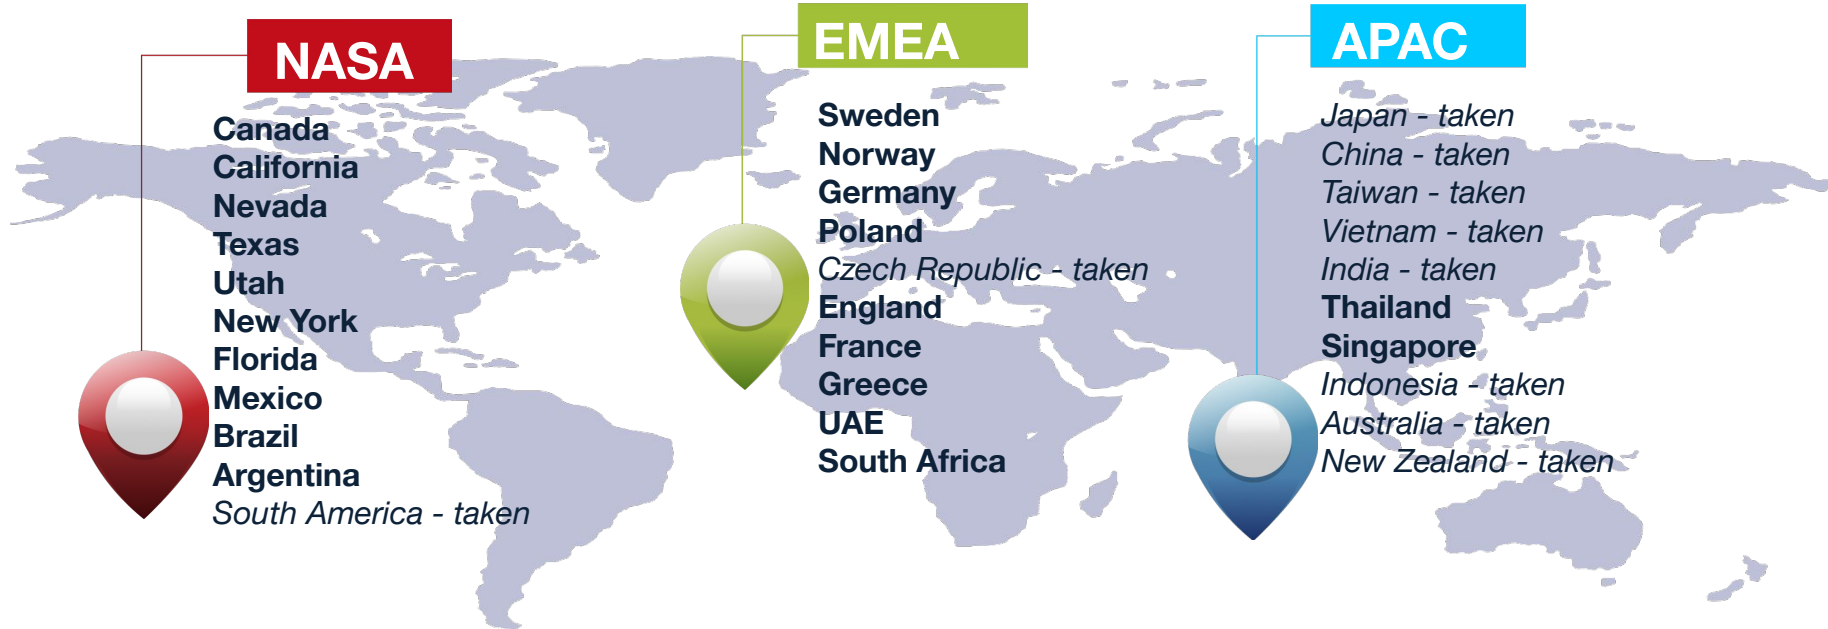 NASA
Canada
California
Nevada
Texas
Utah
New York
Florida
Mexico
Brazil
Argentina
South America - taken
EMEA
Sweden
Norway
Germany
Poland
Czech Republic - taken
England
France
Greece
UAE
South Africa
APAC
Japan - taken
China - taken
Taiwan - taken
Vietnam - taken
India - taken
Thailand
Singapore
Indonesia - taken
Australia - taken
New Zealand - taken